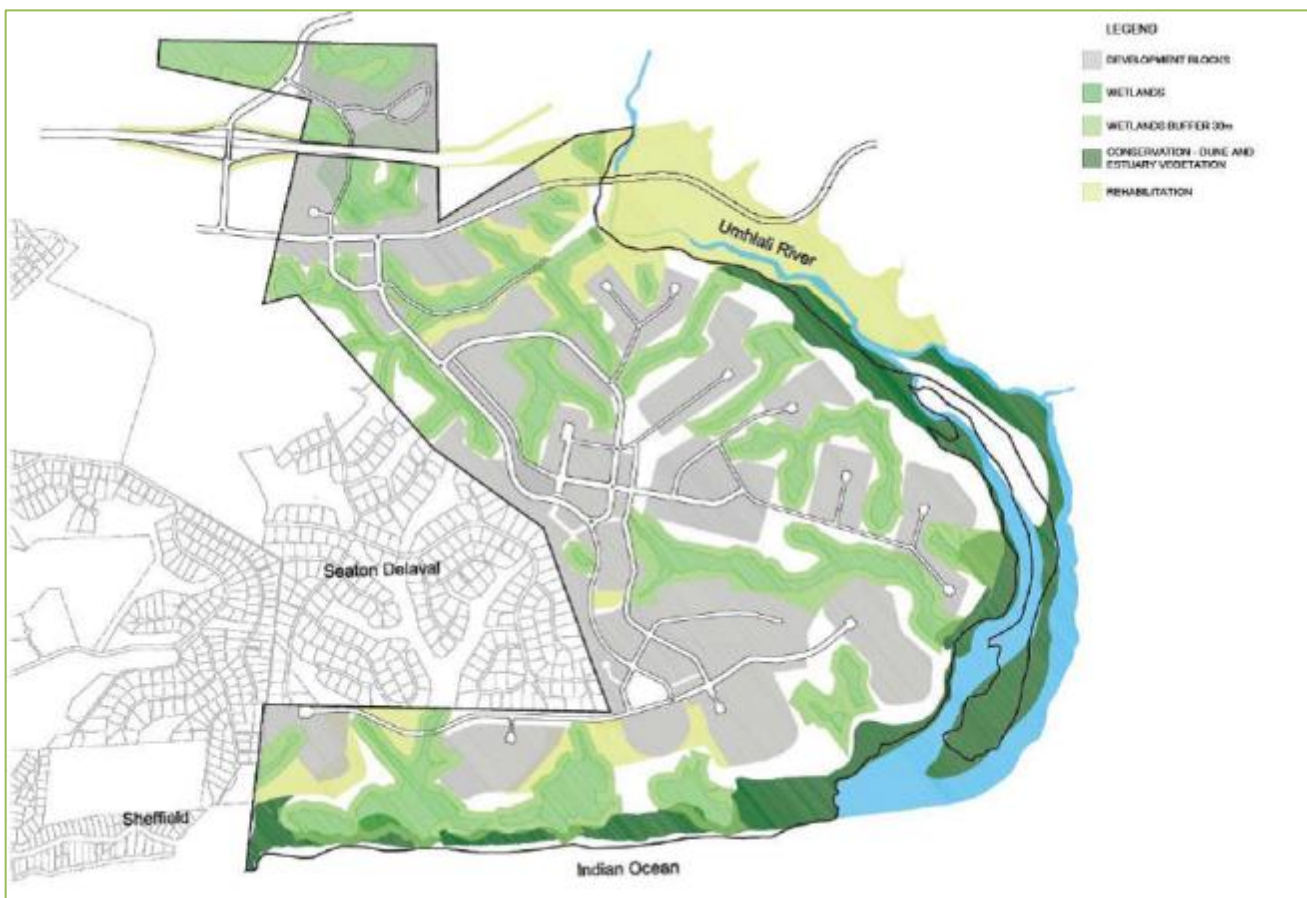 LEGEND
DEVELOPMENT BLOCKS
WETLANDS
WETLANDS BUFFER 30m
CONSERVATION - DUNE AND
ESTUARY VEGETATION
REHABILITATION
Umhlali River
Seaton Delaval
Sheffield
Indian Ocean